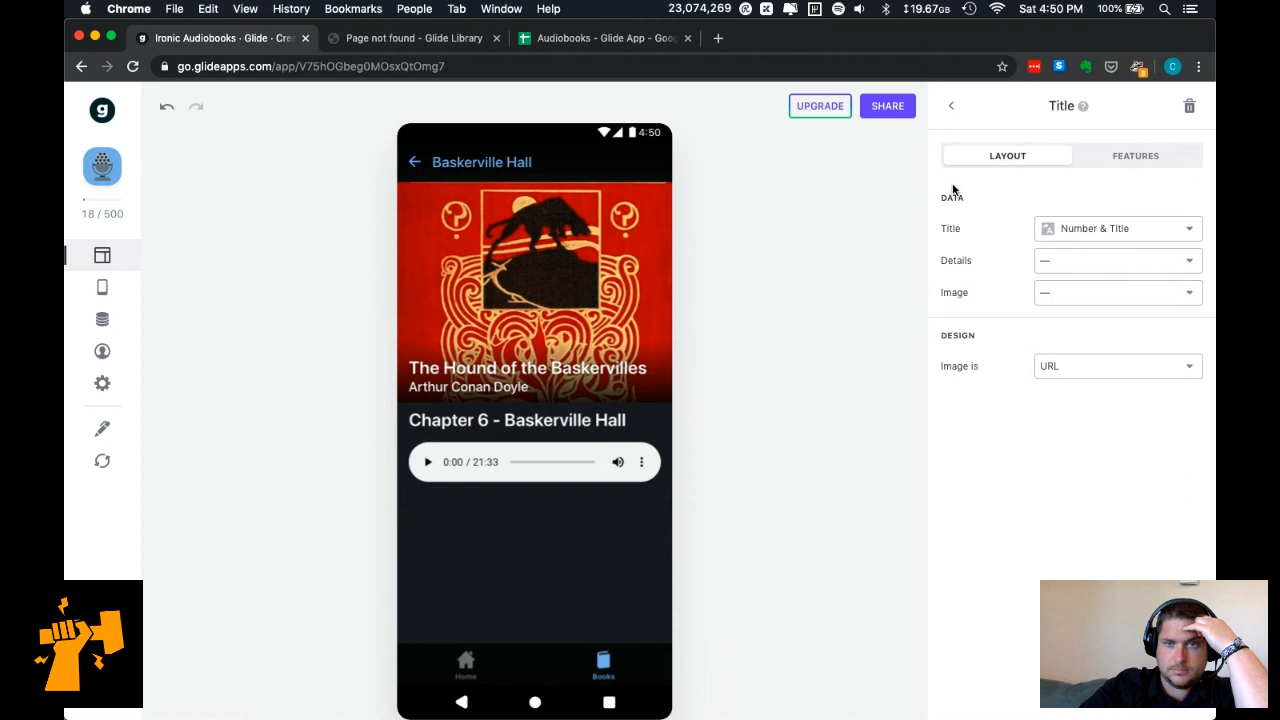 Chrome File Edit View History Bookmarks People Tab Window Help 23,074,269 19.67GB Sat 4:50 PM 100%
Ironic Audiobooks · Glide · Cre
Page not found - Glide Library
Audiobooks - Glide App - Goo
go.glideapps.com/app/V75hOGbeg0MOsxQtOmg7
C
8
g
18 / 500
UPGRADE
SHARE
4:50
Baskerville Hall
? ?
The Hound of the Baskervilles
Arthur Conan Doyle
Chapter 6 - Baskerville Hall
0:00 / 21:33
Home
Books
Title
LAYOUT
FEATURES
DATA
Title Number & Title
Details —
Image —
DESIGN
Image is URL